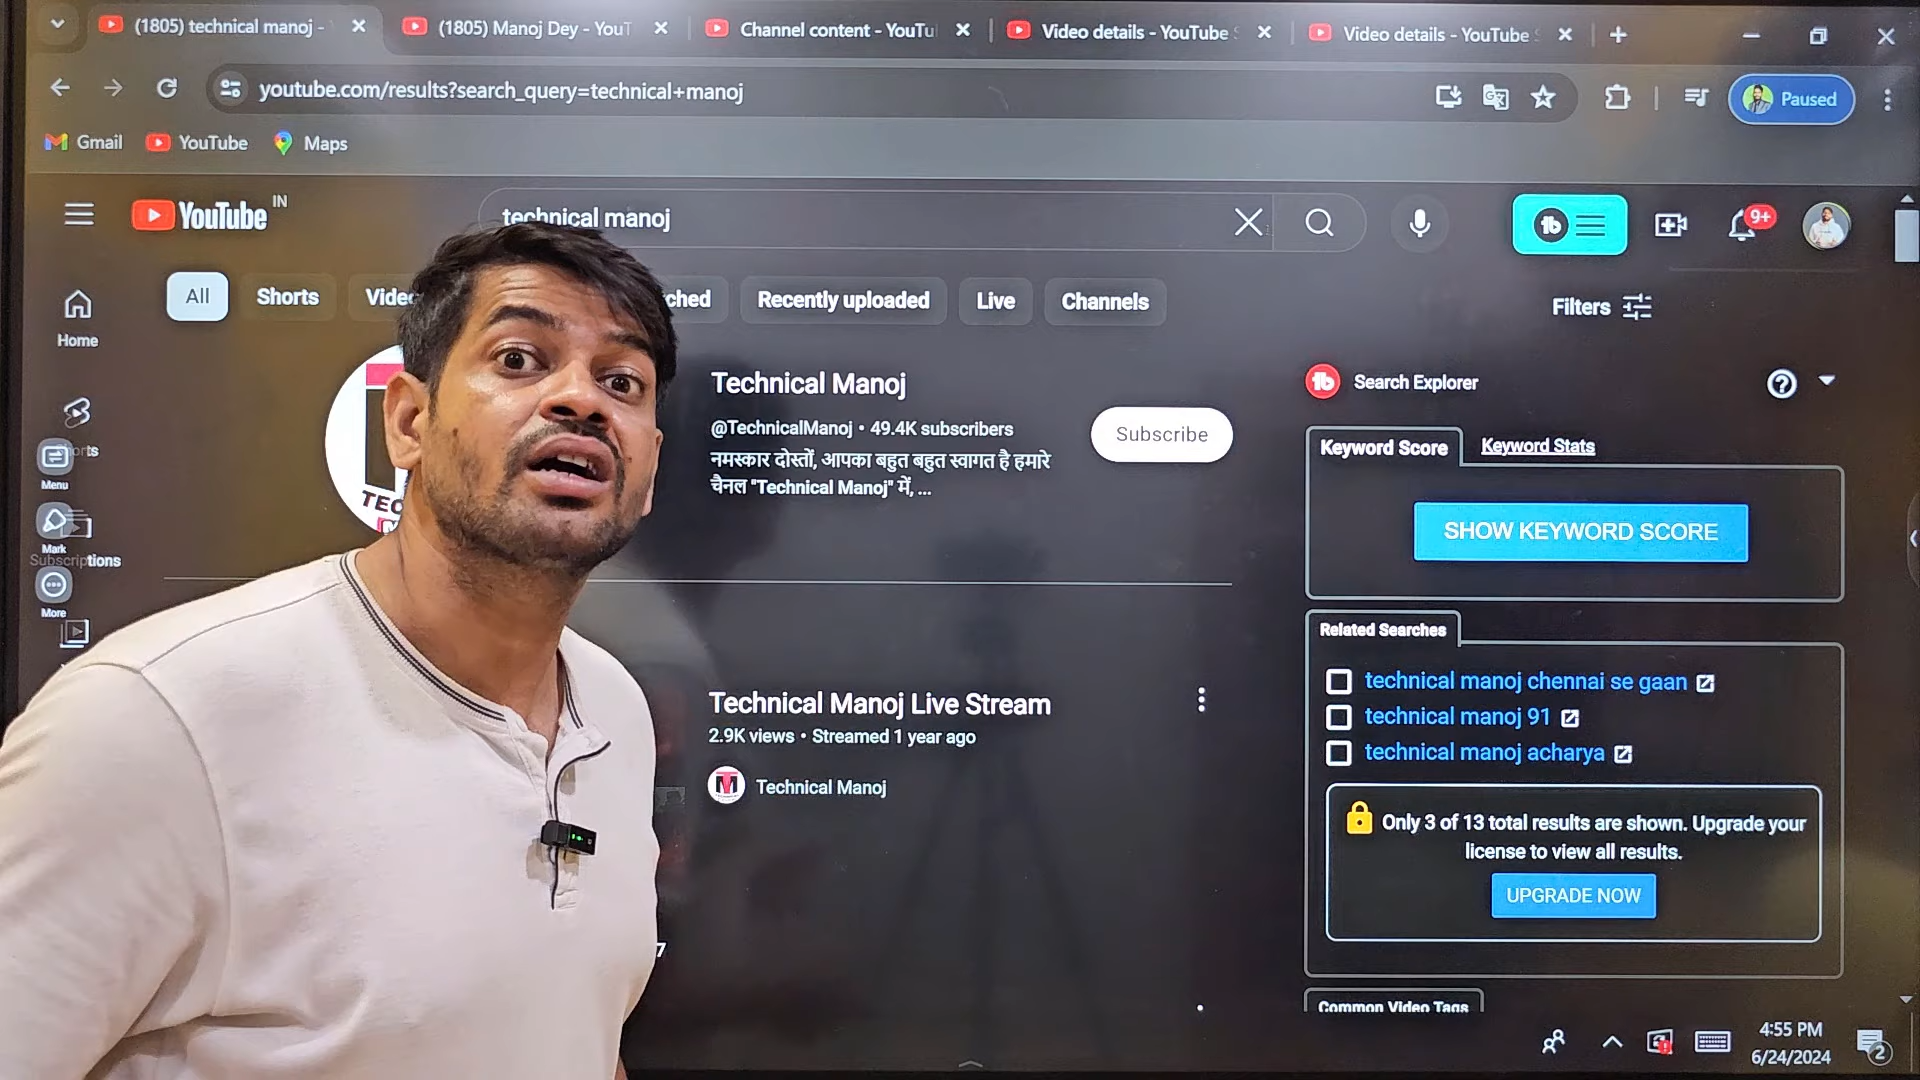 (1805) technical manoj -
(1805) Manoj Dey - YouT
Channel content - YouTu
Video details - YouTube S
Video details - YouTube S
youtube.com/results?search_query=technical+manoj
Paused
Gmail
YouTube
Maps
YouTube IN
technical manoj
9+
All
Shorts
Vide
ched
Recently uploaded
Live
Channels
Filters
Home
Menu
Mark
Subscriptions
More
TEC
Technical Manoj
@TechnicalManoj • 49.4K subscribers
नमस्कार दोस्तों, आपका बहुत बहुत स्वागत है हमारे
चैनल "Technical Manoj" में, ...
Subscribe
Technical Manoj Live Stream
2.9K views • Streamed 1 year ago
Technical Manoj
7
Search Explorer
Keyword Score
Keyword Stats
SHOW KEYWORD SCORE
Related Searches
technical manoj chennai se gaan
technical manoj 91
technical manoj acharya
Only 3 of 13 total results are shown. Upgrade your
license to view all results.
UPGRADE NOW
Common Video Tags
4:55 PM
6/24/2024
2